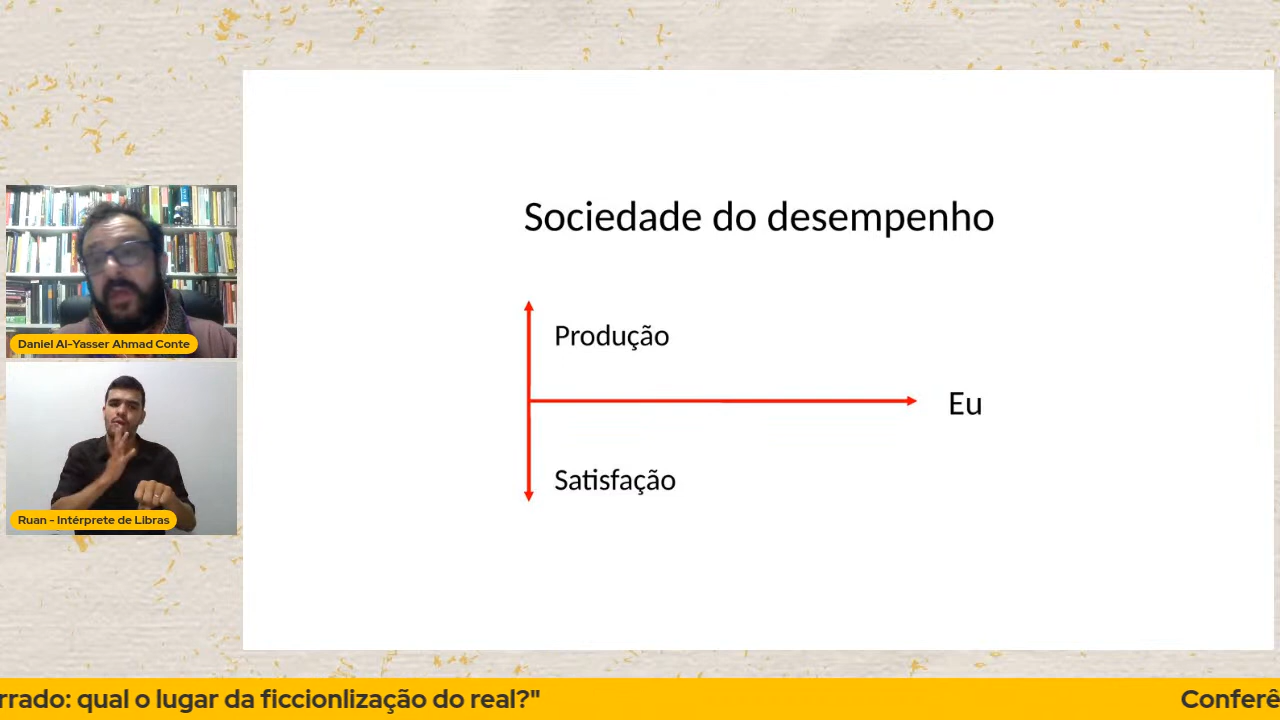 Sociedade do desempenho
Produção
Eu
Satisfação
Daniel Al-Yasser Ahmad Conte
Ruan - Intérprete de Libras
rrado: qual o lugar da ficcionlização do real?"
Conferê